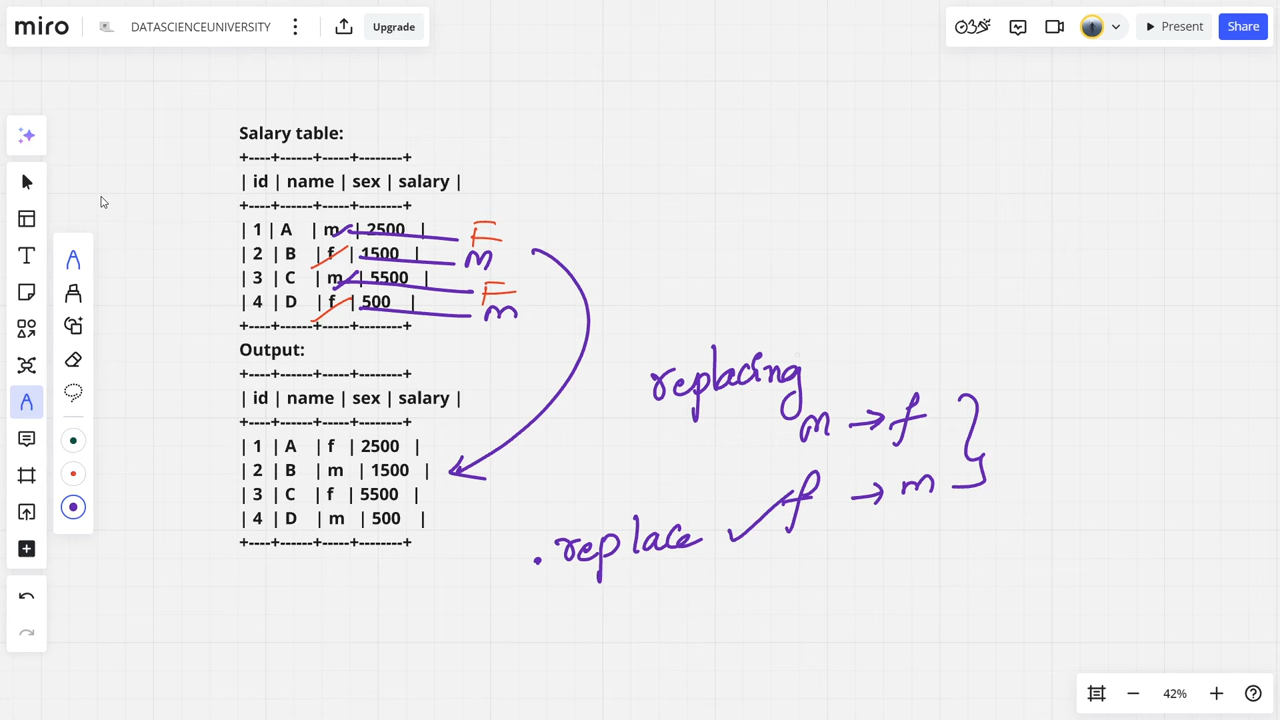 miro DATASCIENCEUNIVERSITY Upgrade Present Share
Salary table:
+----+------+-----+--------+
| id | name | sex | salary |
+----+------+-----+--------+
| 1 | A | m | 2500 | F
| 2 | B | f | 1500 | m
| 3 | C | m | 5500 | F
| 4 | D | f | 500 | m
+----+------+-----+--------+
Output:
+----+------+-----+--------+
| id | name | sex | salary |
+----+------+-----+--------+
| 1 | A | f | 2500 |
| 2 | B | m | 1500 |
| 3 | C | f | 5500 |
| 4 | D | m | 500 |
+----+------+-----+--------+
replacing
m → f
f → m
.replace ✓
42%